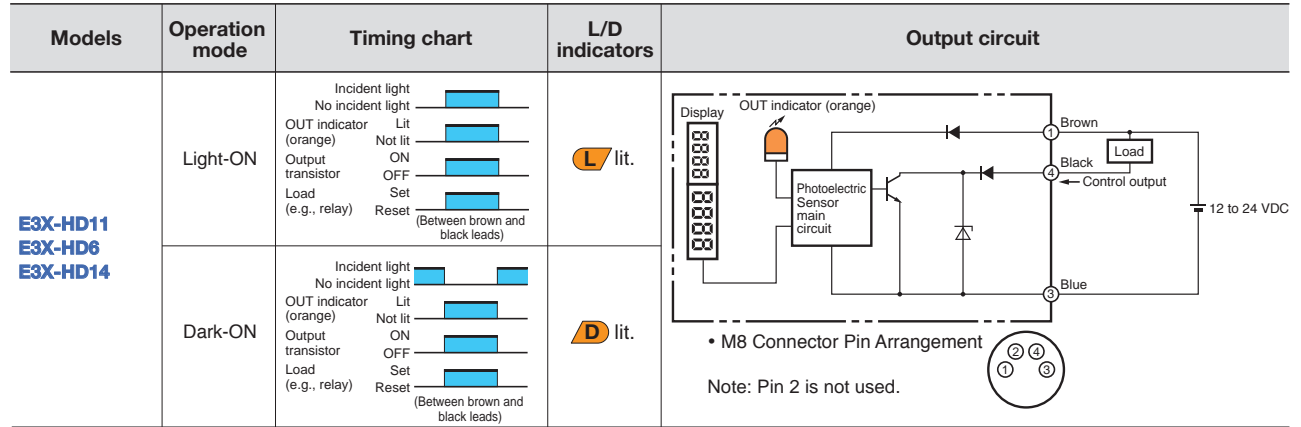 Models
Operation
mode
Timing chart
L/D
indicators
Output circuit
E3X-HD11
E3X-HD6
E3X-HD14
Light-ON
Incident light
No incident light
OUT indicator Lit
(orange) Not lit
Output ON
transistor OFF
Load Set
(e.g., relay) Reset
(Between brown and
black leads)
L lit.
Dark-ON
Incident light
No incident light
OUT indicator Lit
(orange) Not lit
Output ON
transistor OFF
Load Set
(e.g., relay) Reset
(Between brown and
black leads)
D lit.
Display
8888
8888
OUT indicator (orange)
Photoelectric
Sensor
main
circuit
1 Brown
Load
4 Black
Control output
12 to 24 VDC
3 Blue
• M8 Connector Pin Arrangement
2 4
1 3
Note: Pin 2 is not used.